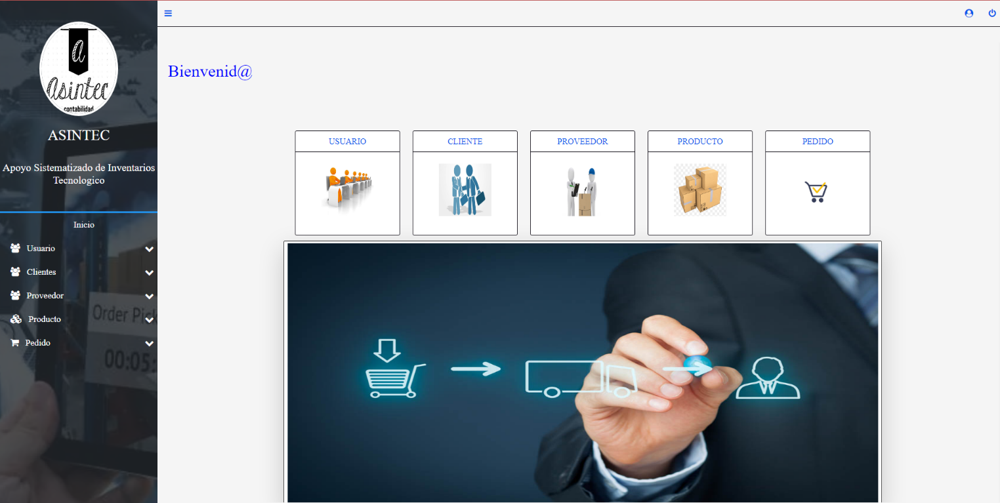 a
asintec
contabilidad
ASINTEC
Apoyo Sistematizado de Inventarios
Tecnologico
Inicio
Usuario
Clientes
Proveedor
Producto
Pedido
Order Pick
00:05:
Bienvenid@
USUARIO
CLIENTE
PROVEEDOR
PRODUCTO
PEDIDO